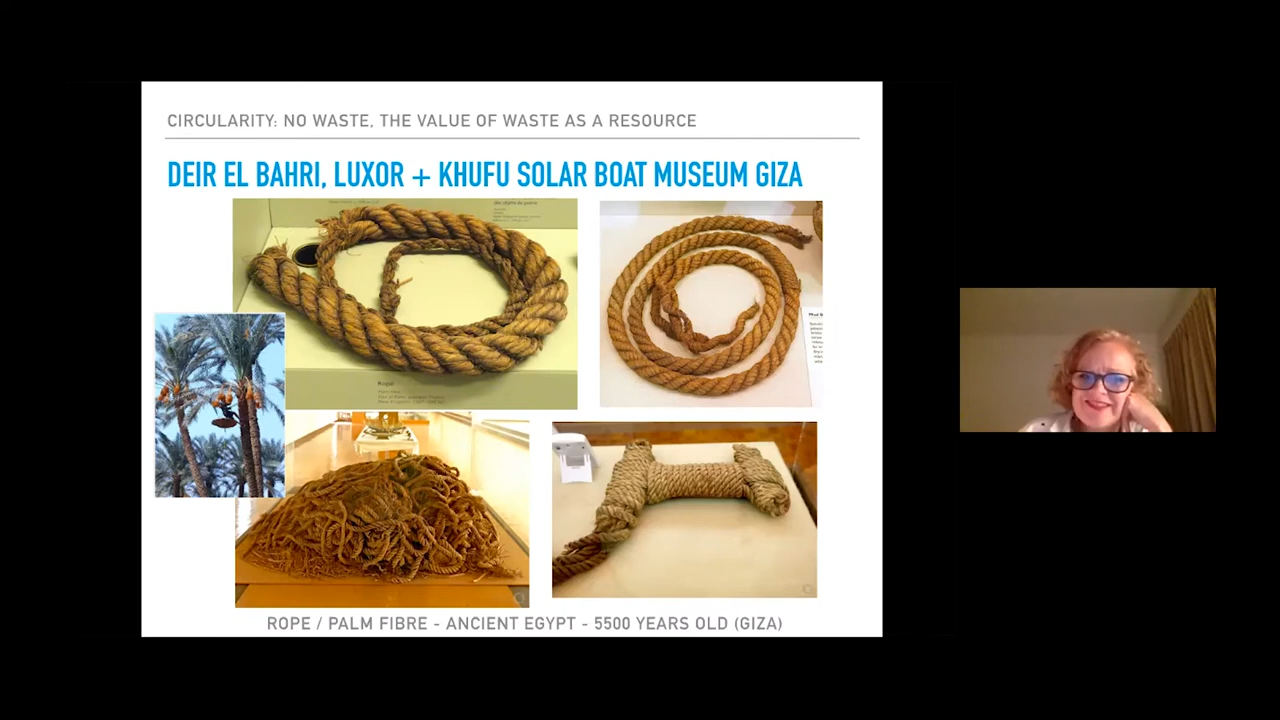 CIRCULARITY: NO WASTE, THE VALUE OF WASTE AS A RESOURCE
DEIR EL BAHRI, LUXOR + KHUFU SOLAR BOAT MUSEUM GIZA
Rope
ROPE / PALM FIBRE - ANCIENT EGYPT - 5500 YEARS OLD (GIZA)